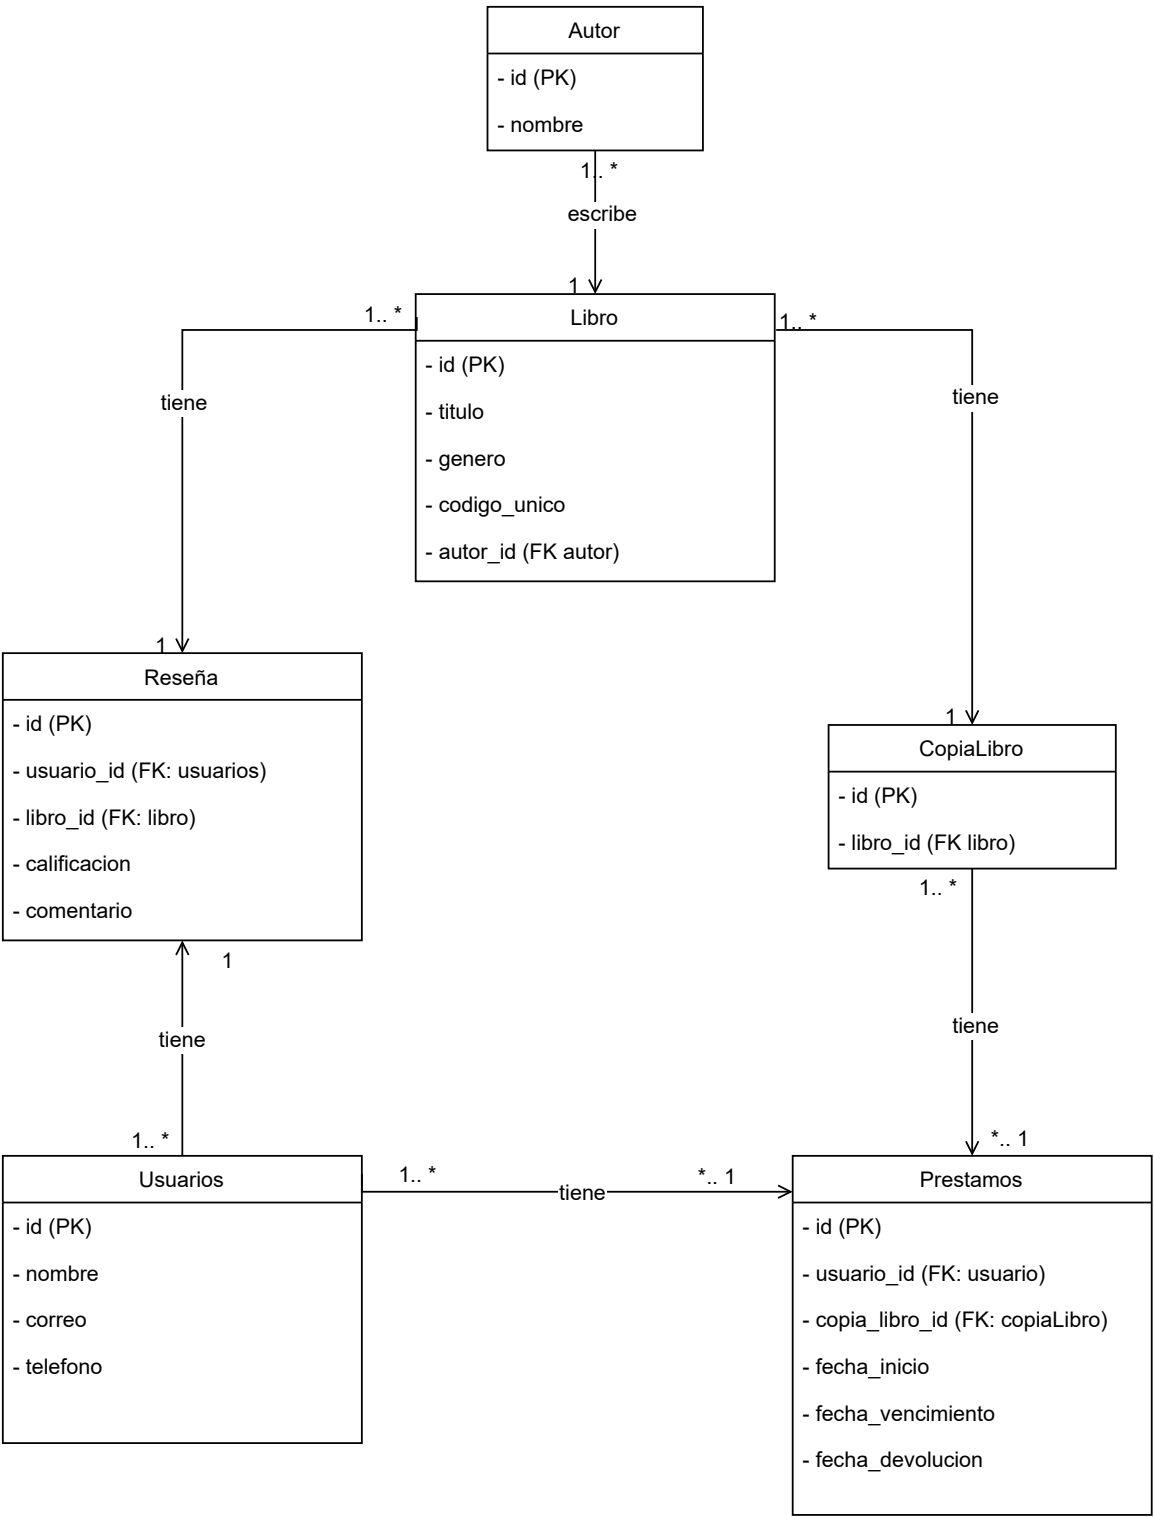 Autor
- id (PK)
- nombre
1.. *
escribe
1
Libro
- id (PK)
- titulo
- genero
- codigo_unico
- autor_id (FK autor)
1.. *
tiene
1
1.. *
tiene
1
Reseña
- id (PK)
- usuario_id (FK: usuarios)
- libro_id (FK: libro)
- calificacion
- comentario
CopiaLibro
- id (PK)
- libro_id (FK libro)
1
tiene
1.. *
1.. *
tiene
*.. 1
Usuarios
- id (PK)
- nombre
- correo
- telefono
1.. *
tiene
*.. 1
Prestamos
- id (PK)
- usuario_id (FK: usuario)
- copia_libro_id (FK: copiaLibro)
- fecha_inicio
- fecha_vencimiento
- fecha_devolucion